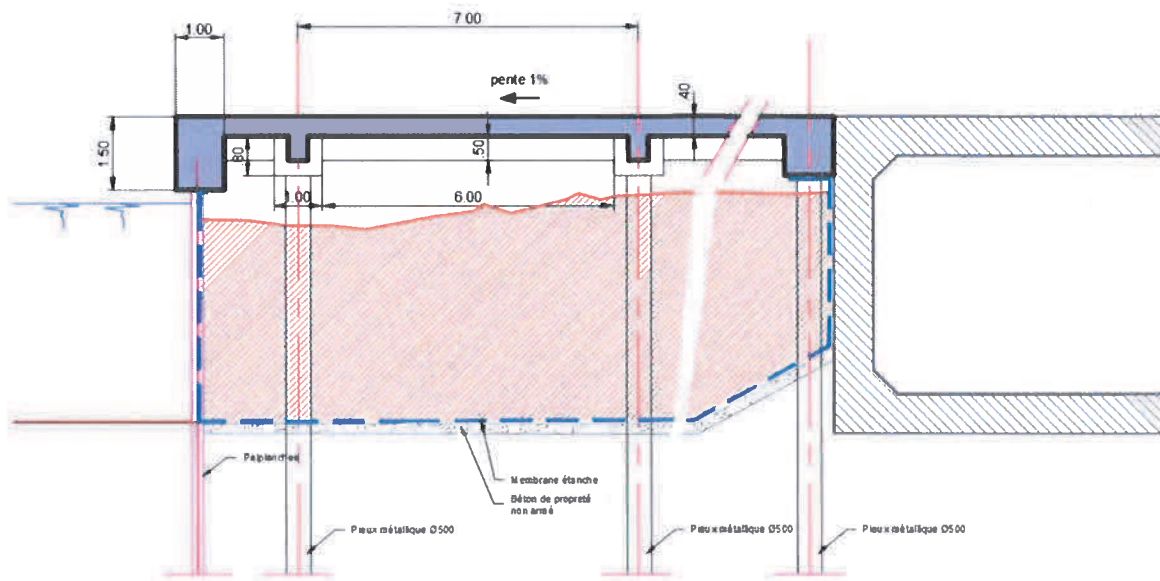 7.00
1.00
pente 1%
40
1.50
80
50
1.00
6.00
Palplanches
Membrane étanche
Béton de propreté
non armé
Pieux métallique Ø500
Pieux métallique Ø500
Pieux métallique Ø500